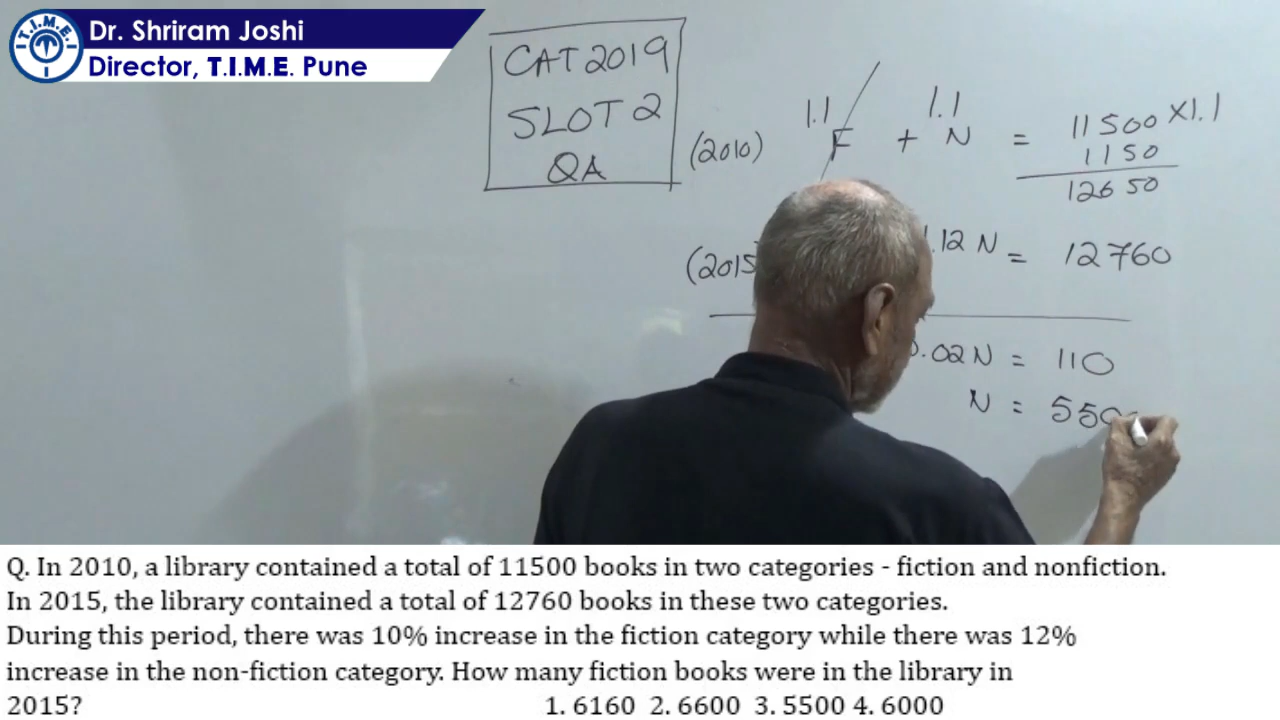 T.I.M.E.
Dr. Shriram Joshi
Director, T.I.M.E. Pune
CAT 2019
SLOT 2
QA
1.1 1.1
(2010) F + N = 11500 X1.1
1150
12650
(2015 .12 N = 12760
.02 N = 110
N = 550
Q. In 2010, a library contained a total of 11500 books in two categories - fiction and nonfiction.
In 2015, the library contained a total of 12760 books in these two categories.
During this period, there was 10% increase in the fiction category while there was 12%
increase in the non-fiction category. How many fiction books were in the library in
2015? 1. 6160 2. 6600 3. 5500 4. 6000